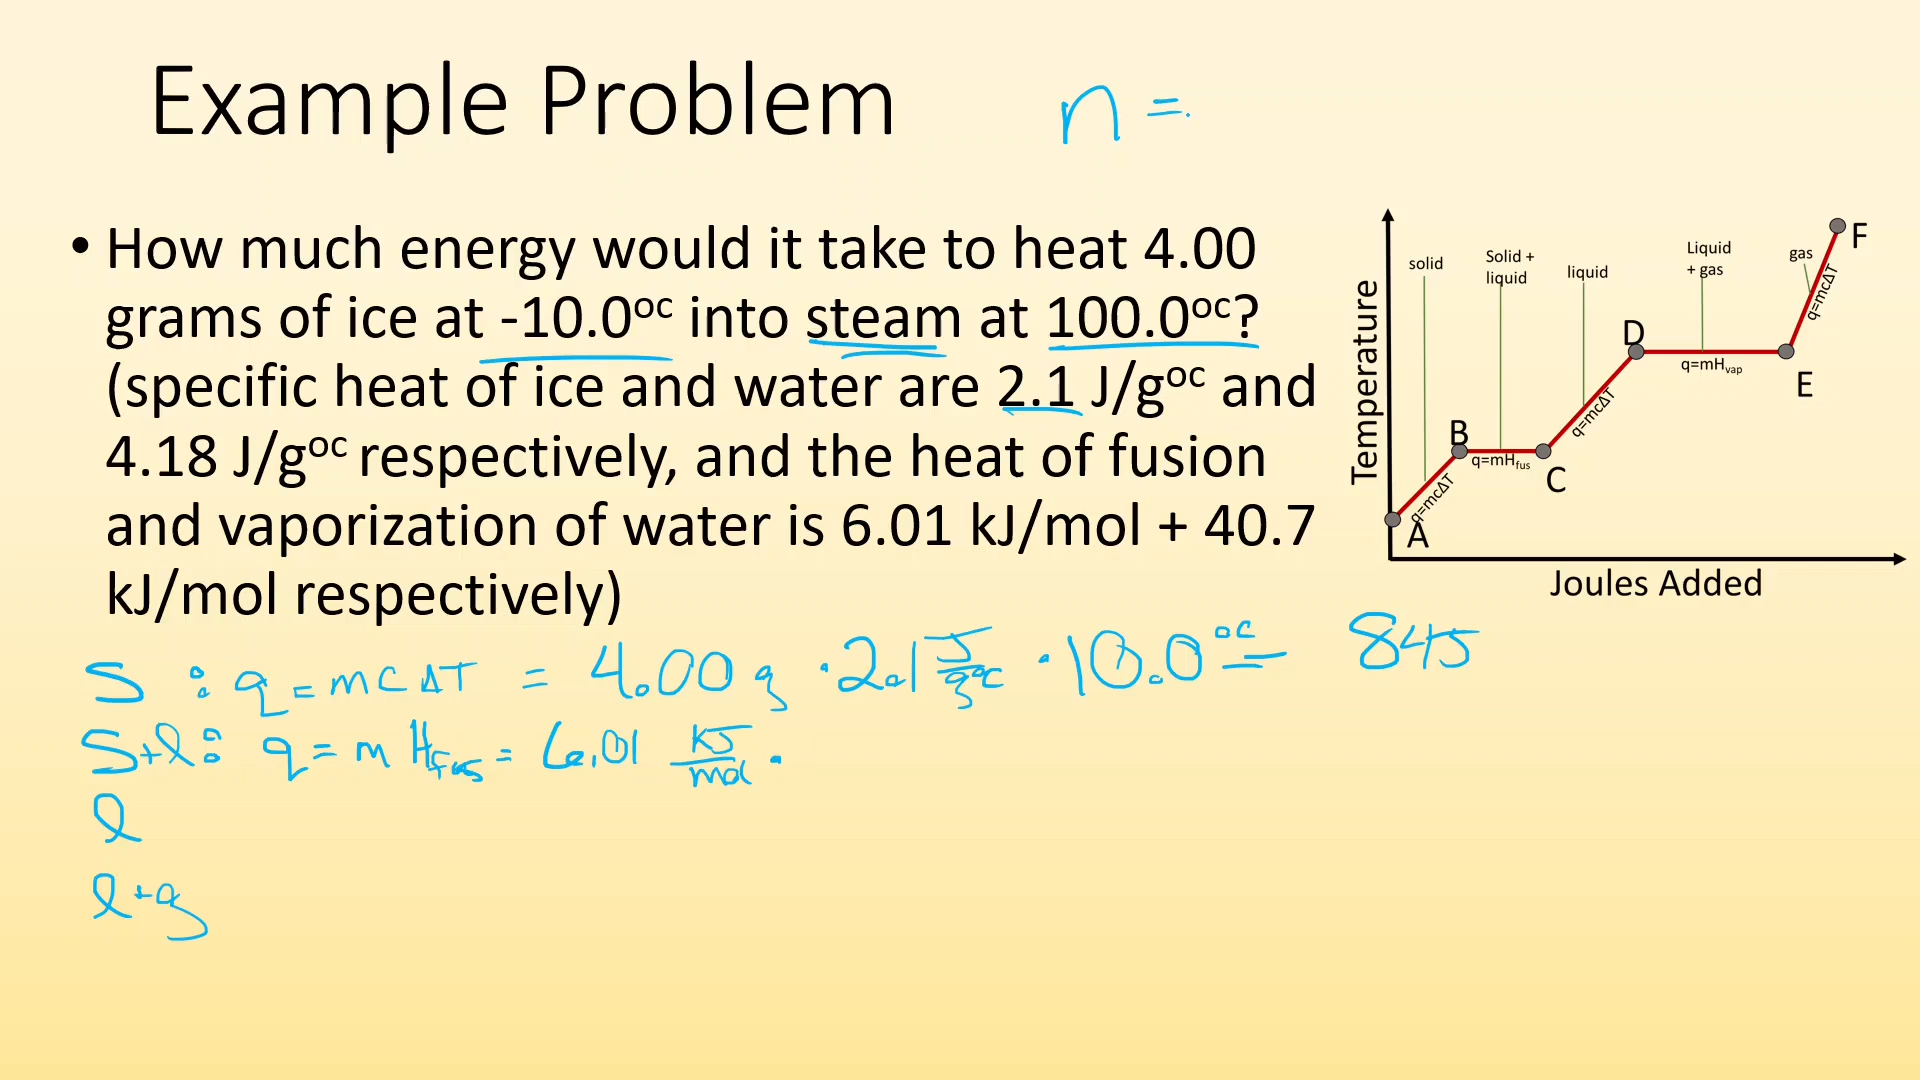 Example Problem
n =
• How much energy would it take to heat 4.00
grams of ice at -10.0ᵒᶜ into steam at 100.0ᵒᶜ?
(specific heat of ice and water are 2.1 J/gᵒᶜ and
4.18 J/gᵒᶜ respectively, and the heat of fusion
and vaporization of water is 6.01 kJ/mol + 40.7
kJ/mol respectively)
Temperature
solid
Solid +
liquid
liquid
Liquid
+ gas
gas
F
q=mcΔT
D
q=mHvap
E
q=mcΔT
B
q=mHfus
C
q=mcΔT
A
Joules Added
S : q = mcΔT = 4.00 g · 2.1 J/g°C · 10.0 °C = 84J
S+l : q = m Hfus = 6.01 kJ/mol ·
l
l+g